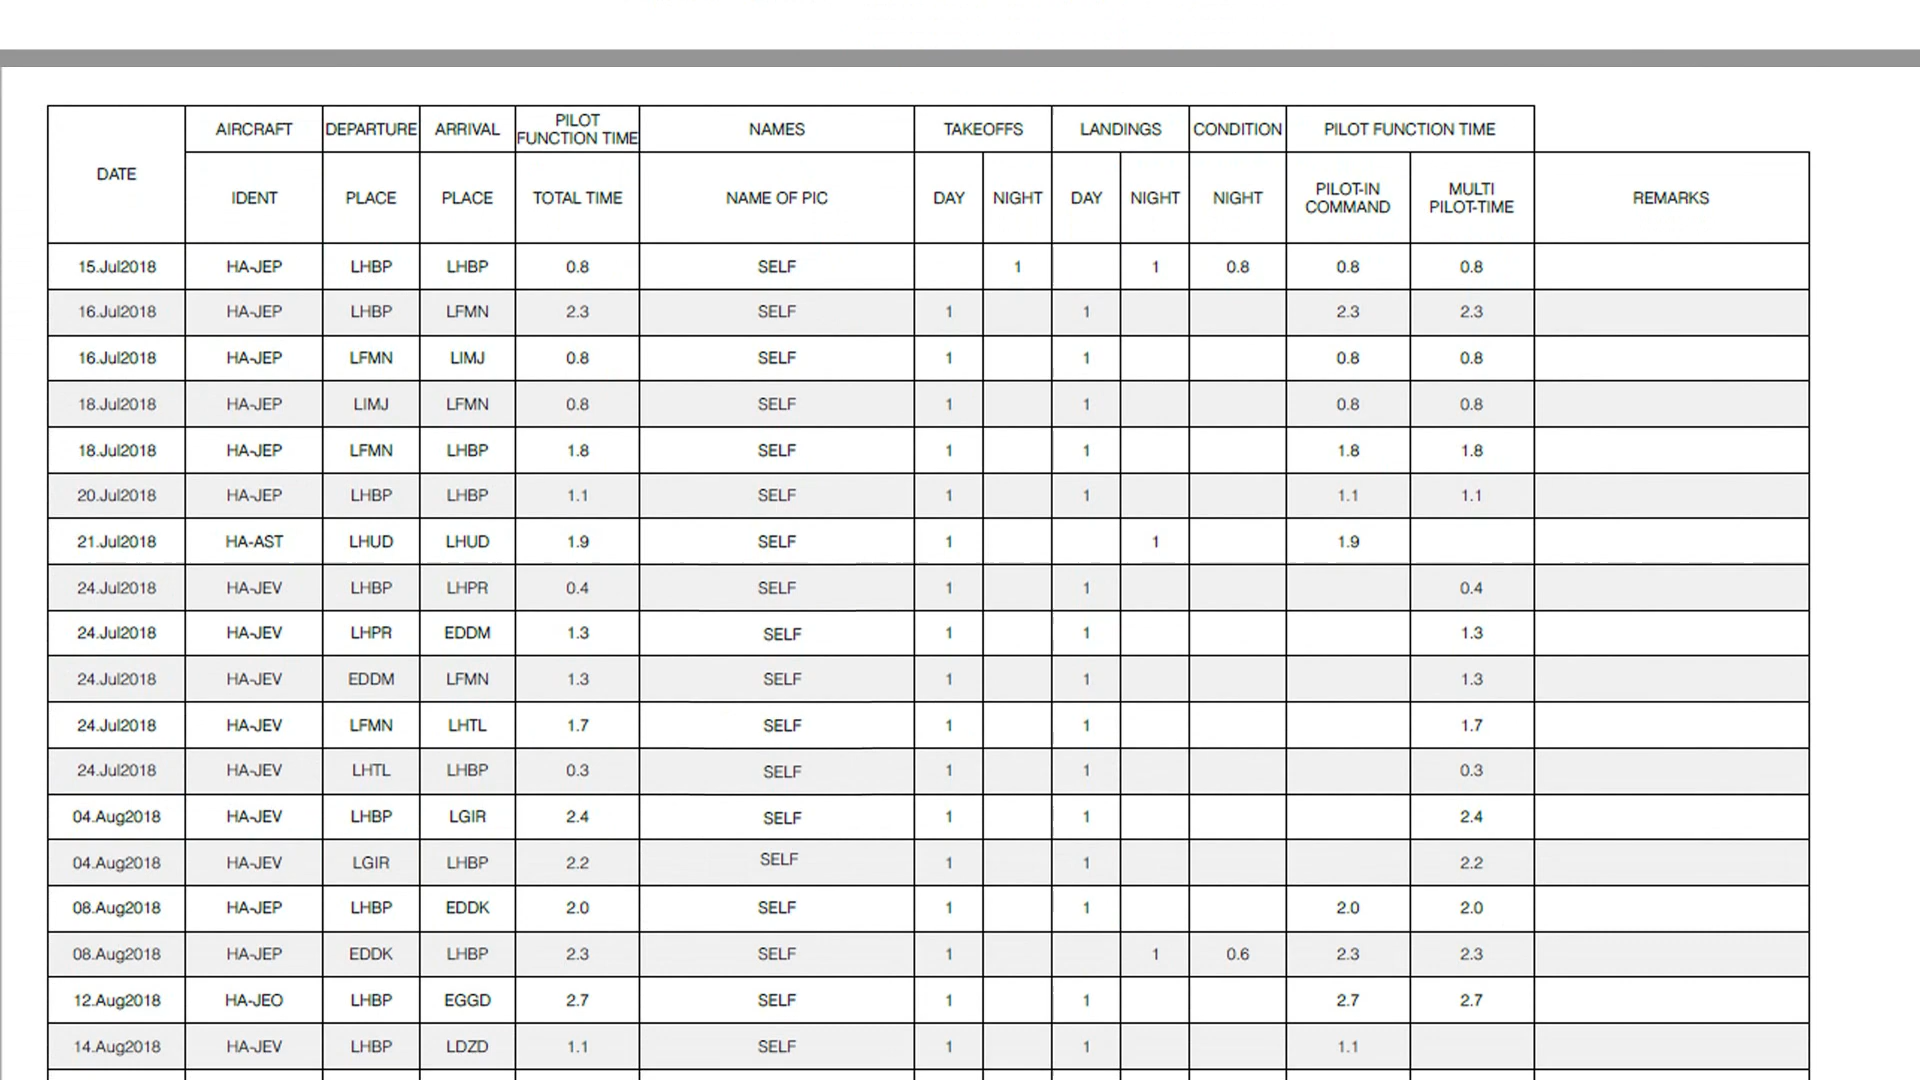 DATE AIRCRAFT DEPARTURE ARRIVAL PILOT FUNCTION TIME NAMES TAKEOFFS LANDINGS CONDITION PILOT FUNCTION TIME
IDENT PLACE PLACE TOTAL TIME NAME OF PIC DAY NIGHT DAY NIGHT NIGHT PILOT-IN COMMAND MULTI PILOT-TIME REMARKS
15.Jul2018 HA-JEP LHBP LHBP 0.8 SELF 1 1 0.8 0.8 0.8
16.Jul2018 HA-JEP LHBP LFMN 2.3 SELF 1 1 2.3 2.3
16.Jul2018 HA-JEP LFMN LIMJ 0.8 SELF 1 1 0.8 0.8
18.Jul2018 HA-JEP LIMJ LFMN 0.8 SELF 1 1 0.8 0.8
18.Jul2018 HA-JEP LFMN LHBP 1.8 SELF 1 1 1.8 1.8
20.Jul2018 HA-JEP LHBP LHBP 1.1 SELF 1 1 1.1 1.1
21.Jul2018 HA-AST LHUD LHUD 1.9 SELF 1 1 1.9
24.Jul2018 HA-JEV LHBP LHPR 0.4 SELF 1 1 0.4
24.Jul2018 HA-JEV LHPR EDDM 1.3 SELF 1 1 1.3
24.Jul2018 HA-JEV EDDM LFMN 1.3 SELF 1 1 1.3
24.Jul2018 HA-JEV LFMN LHTL 1.7 SELF 1 1 1.7
24.Jul2018 HA-JEV LHTL LHBP 0.3 SELF 1 1 0.3
04.Aug2018 HA-JEV LHBP LGIR 2.4 SELF 1 1 2.4
04.Aug2018 HA-JEV LGIR LHBP 2.2 SELF 1 1 2.2
08.Aug2018 HA-JEP LHBP EDDK 2.0 SELF 1 1 2.0 2.0
08.Aug2018 HA-JEP EDDK LHBP 2.3 SELF 1 1 0.6 2.3 2.3
12.Aug2018 HA-JEO LHBP EGGD 2.7 SELF 1 1 2.7 2.7
14.Aug2018 HA-JEV LHBP LDZD 1.1 SELF 1 1 1.1